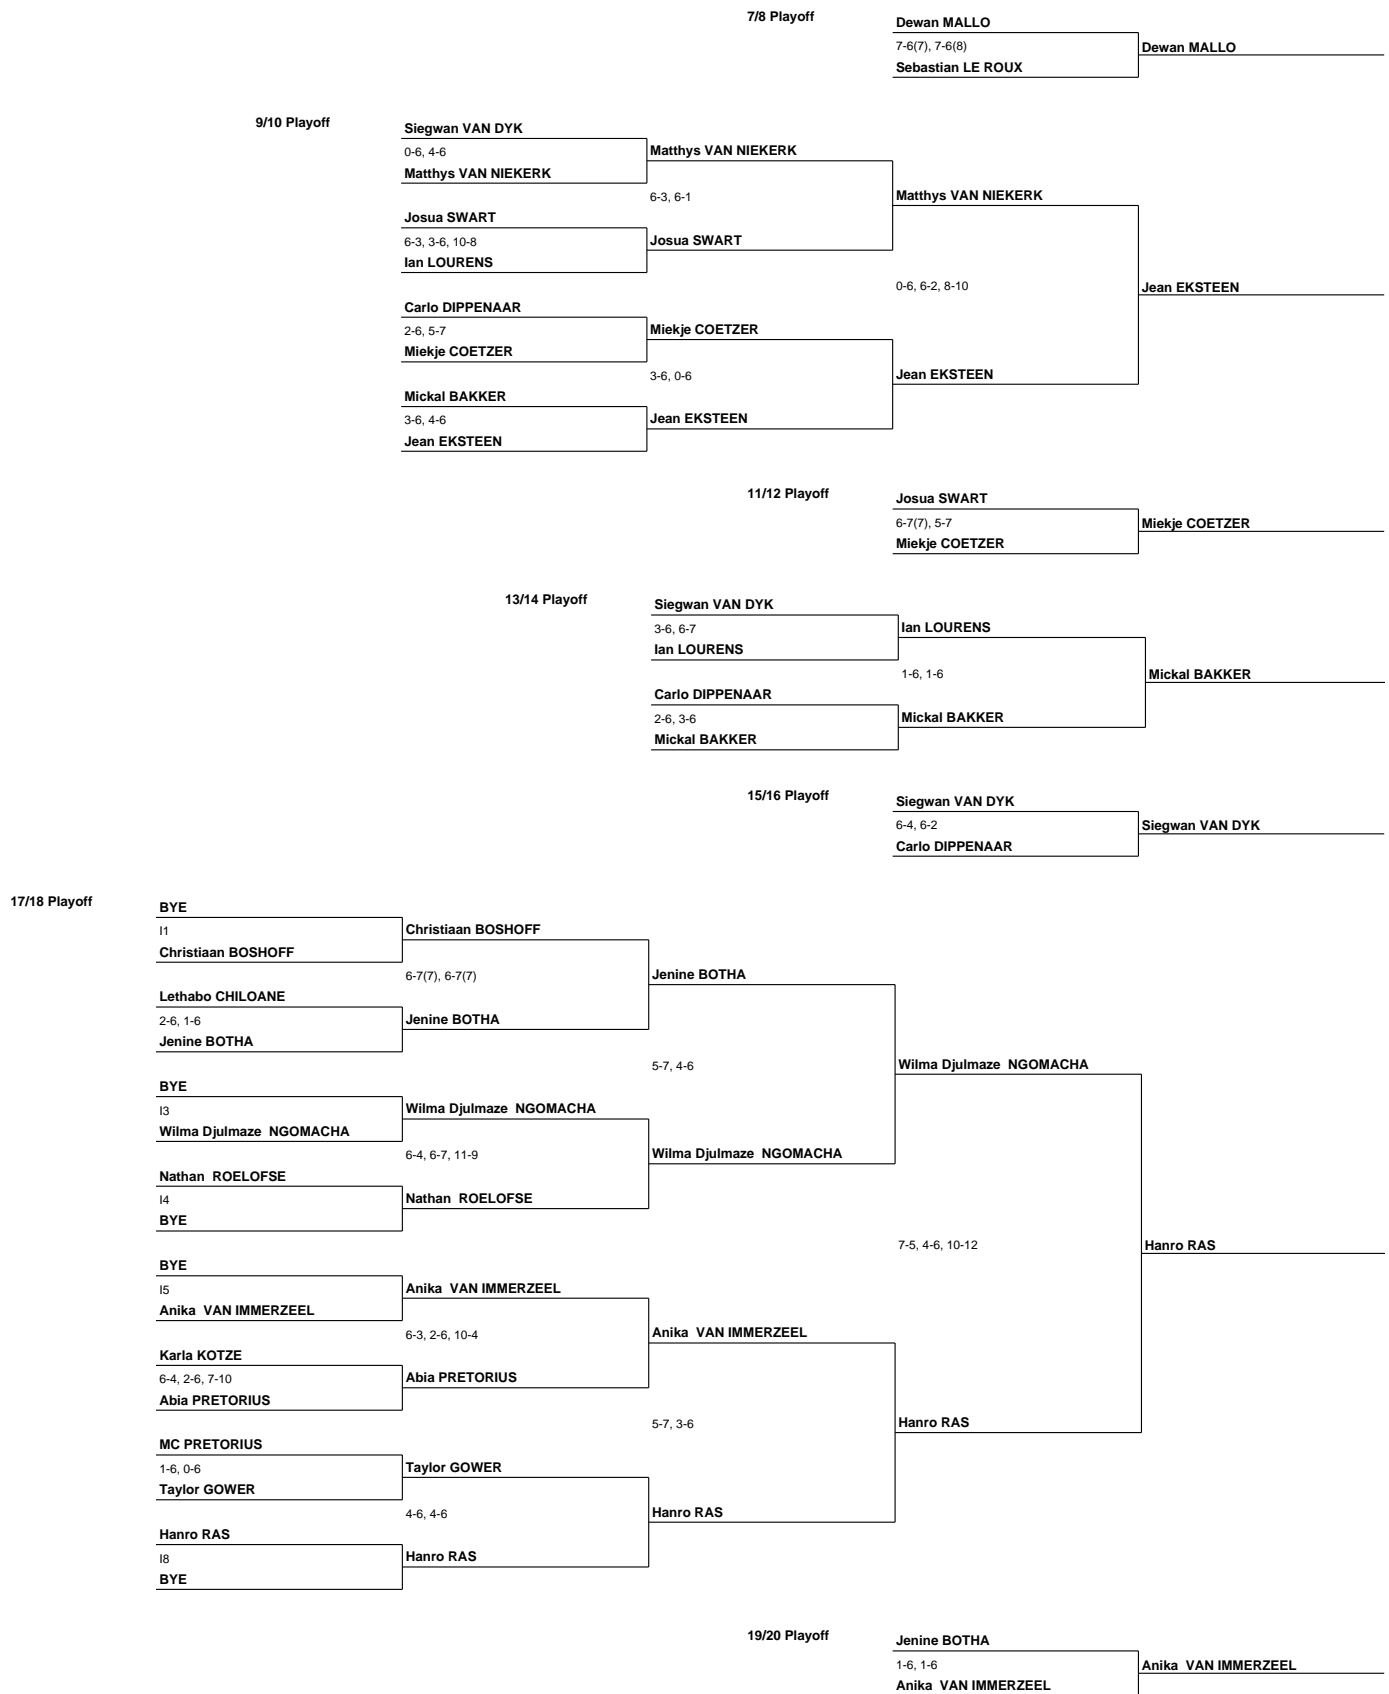 7/8 Playoff
Dewan MALLO
7-6(7), 7-6(8)
Dewan MALLO
Sebastian LE ROUX
9/10 Playoff
Siegwan VAN DYK
0-6, 4-6
Matthys VAN NIEKERK
Matthys VAN NIEKERK
6-3, 6-1
Matthys VAN NIEKERK
Josua SWART
6-3, 3-6, 10-8
Josua SWART
Ian LOURENS
0-6, 6-2, 8-10
Jean EKSTEEN
Carlo DIPPENAAR
2-6, 5-7
Miekje COETZER
Miekje COETZER
3-6, 0-6
Jean EKSTEEN
Mickal BAKKER
3-6, 4-6
Jean EKSTEEN
Jean EKSTEEN
11/12 Playoff
Josua SWART
6-7(7), 5-7
Miekje COETZER
Miekje COETZER
13/14 Playoff
Siegwan VAN DYK
3-6, 6-7
Ian LOURENS
Ian LOURENS
1-6, 1-6
Mickal BAKKER
Carlo DIPPENAAR
2-6, 3-6
Mickal BAKKER
Mickal BAKKER
15/16 Playoff
Siegwan VAN DYK
6-4, 6-2
Siegwan VAN DYK
Carlo DIPPENAAR
17/18 Playoff
BYE
I1
Christiaan BOSHOFF
Christiaan BOSHOFF
6-7(7), 6-7(7)
Jenine BOTHA
Lethabo CHILOANE
2-6, 1-6
Jenine BOTHA
Jenine BOTHA
5-7, 4-6
Wilma Djulmaze  NGOMACHA
BYE
I3
Wilma Djulmaze  NGOMACHA
Wilma Djulmaze  NGOMACHA
6-4, 6-7, 11-9
Wilma Djulmaze  NGOMACHA
Nathan  ROELOFSE
I4
Nathan  ROELOFSE
BYE
7-5, 4-6, 10-12
Hanro RAS
BYE
I5
Anika  VAN IMMERZEEL
Anika  VAN IMMERZEEL
6-3, 2-6, 10-4
Anika  VAN IMMERZEEL
Karla KOTZE
6-4, 2-6, 7-10
Abia PRETORIUS
Abia PRETORIUS
5-7, 3-6
Hanro RAS
MC PRETORIUS
1-6, 0-6
Taylor GOWER
Taylor GOWER
4-6, 4-6
Hanro RAS
Hanro RAS
I8
Hanro RAS
BYE
19/20 Playoff
Jenine BOTHA
1-6, 1-6
Anika  VAN IMMERZEEL
Anika  VAN IMMERZEEL